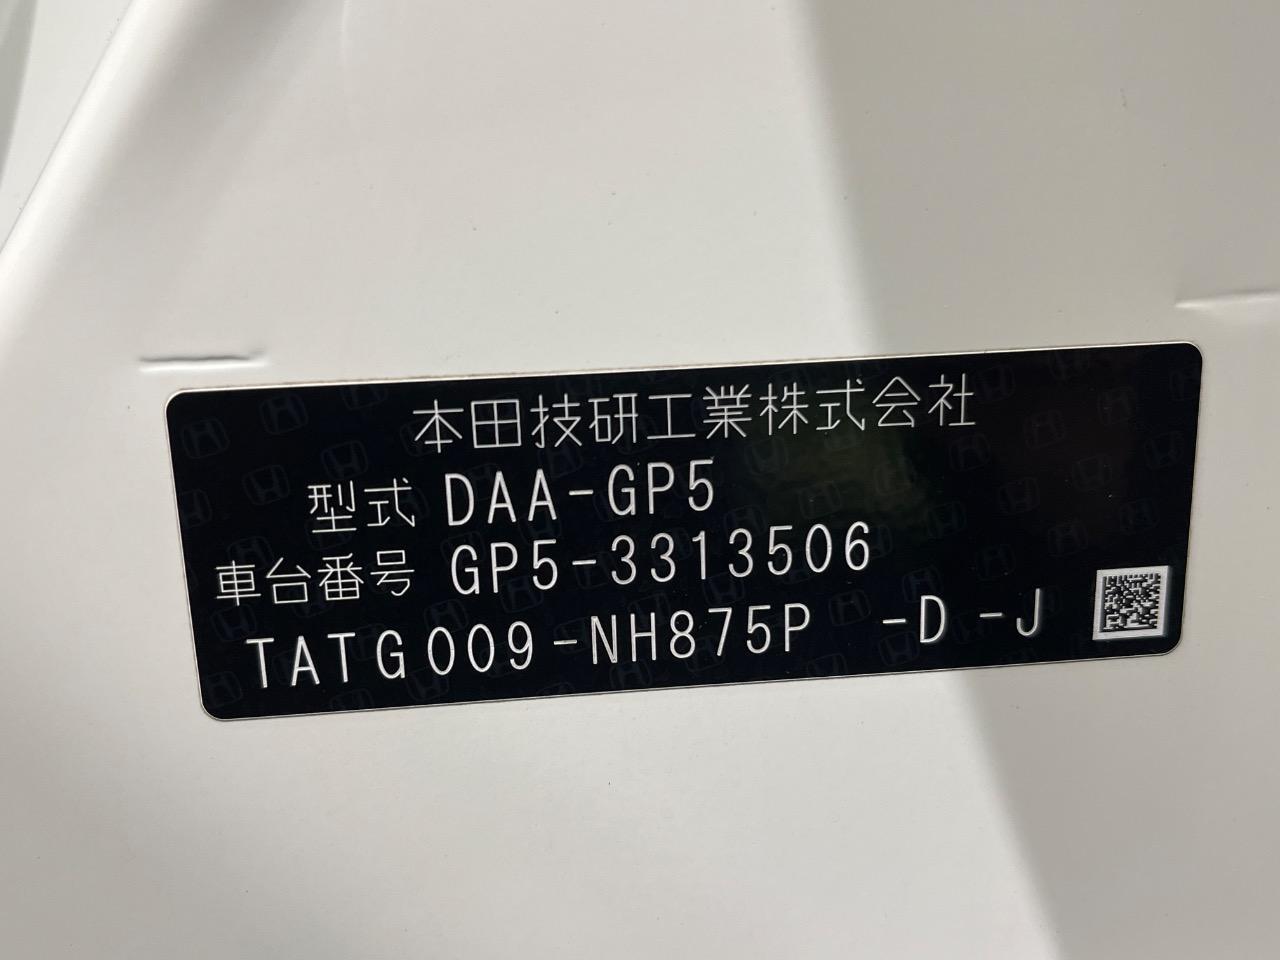 本田技研工業株式会社
型式 DAA-GP5
車台番号 GP5-3313506
TATG009-NH875P -D -J